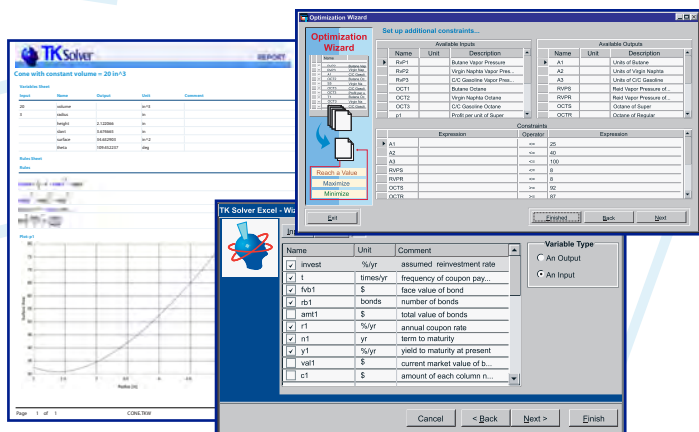 TK Solver
REPORT
Cone with constant volume = 20 in^3
Variables Sheet
Input Name Output Unit Comment
20 volume in^3
3 radius in
height 2.122066 in
slant in
surface in^2
theta deg
Rules Sheet
Rules
Plot p1
Surface Area
Radius (in)
Page 1 of 1 CONE.TKW
Optimization Wizard
Optimization
Wizard
Reach a Value
Maximize
Minimize
Exit
Set up additional constraints...
Available Inputs
Name Unit Description
RvP1 Butane Vapor Pressure
RvP2 Virgin Naphta Vapor Pres...
RvP3 C/C Gasoline Vapor Pres...
OCT1 Butane Octane
OCT2 Virgin Naphta Octane
OCT3 C/C Gasoline Octane
p1 Profit per unit of Super
Available Outputs
Name Unit Description
A1 Units of Butane
A2 Units of Virgin Naphta
A3 Units of C/C Gasoline
RVPS Reid Vapor Pressure of...
RVPR Reid Vapor Pressure of...
OCTS Octane of Super
OCTR Octane of Regular
Constraints
Expression Operator Expression
A1 <= 25
A2 <= 40
A3 <= 100
RVPS <= 8
RVPR <= 8
OCTS >= 92
OCTR >= 87
Finished Back Next
TK Solver Excel - Wiz
Name Unit Comment
invest %/yr assumed reinvestment rate
t times/yr frequency of coupon pay...
fvb1 $ face value of bond
rb1 bonds number of bonds
amt1 $ total value of bonds
r1 %/yr annual coupon rate
n1 yr term to maturity
y1 %/yr yield to maturity at present
val1 $ current market value of b...
c1 $ amount of each column n...
Variable Type
An Output
An Input
Cancel < Back Next > Finish